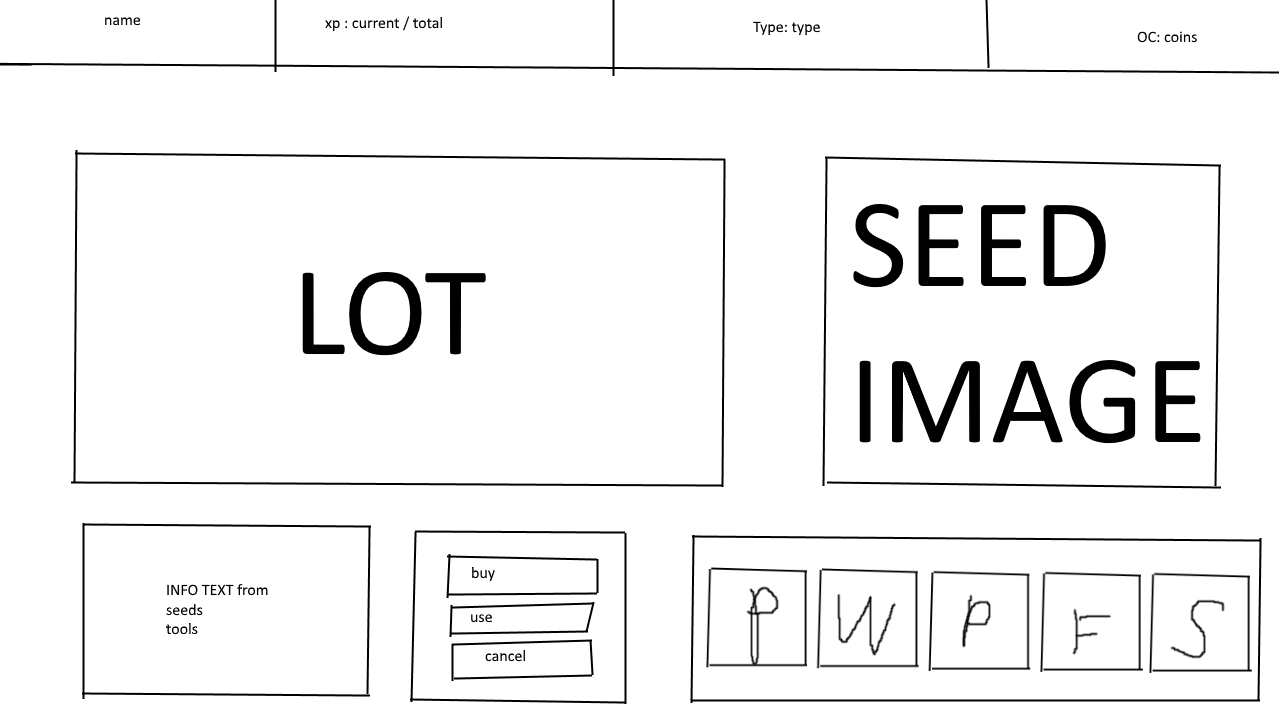 name
xp : current / total
Type: type
OC: coins
LOT
SEED
IMAGE
INFO TEXT from
seeds
tools
buy
use
cancel
P
W
P
F
S